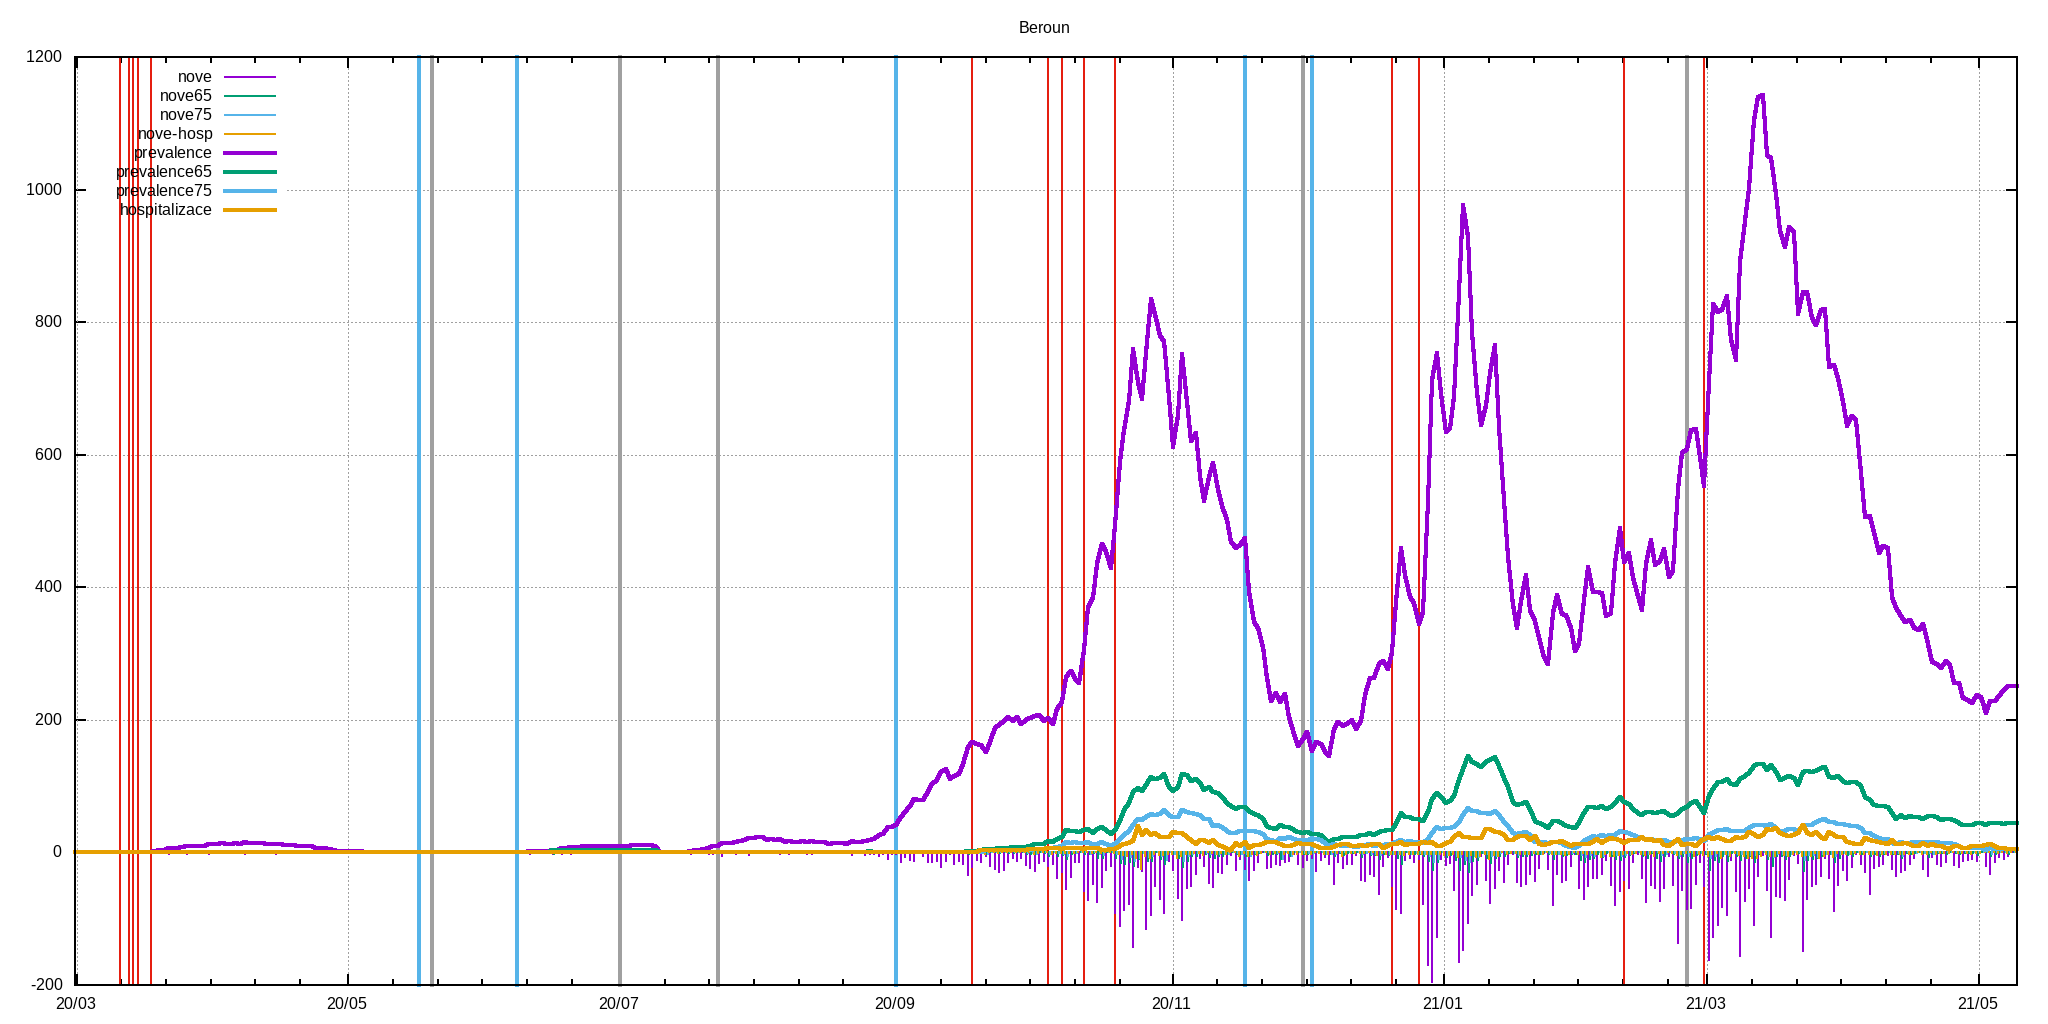 Beroun
1200
1000
800
600
400
200
0
-200
nove
nove65
nove75
nove-hosp
prevalence
prevalence65
prevalence75
hospitalizace
20/03 20/05 20/07 20/09 20/11 21/01 21/03 21/05